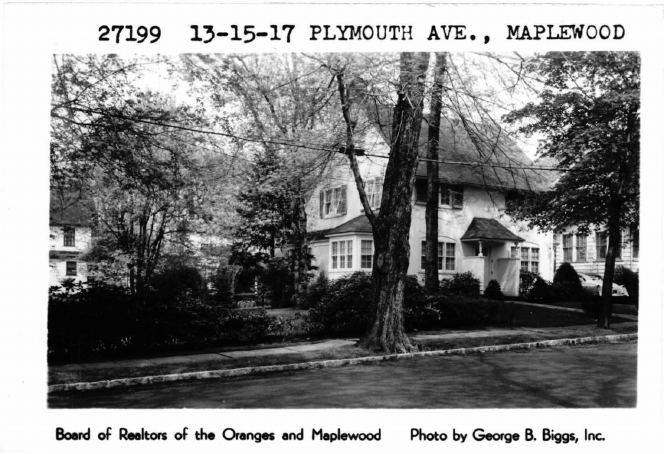 27199 13-15-17 PLYMOUTH AVE., MAPLEWOOD
Board of Realtors of the Oranges and Maplewood Photo by George B. Biggs, Inc.